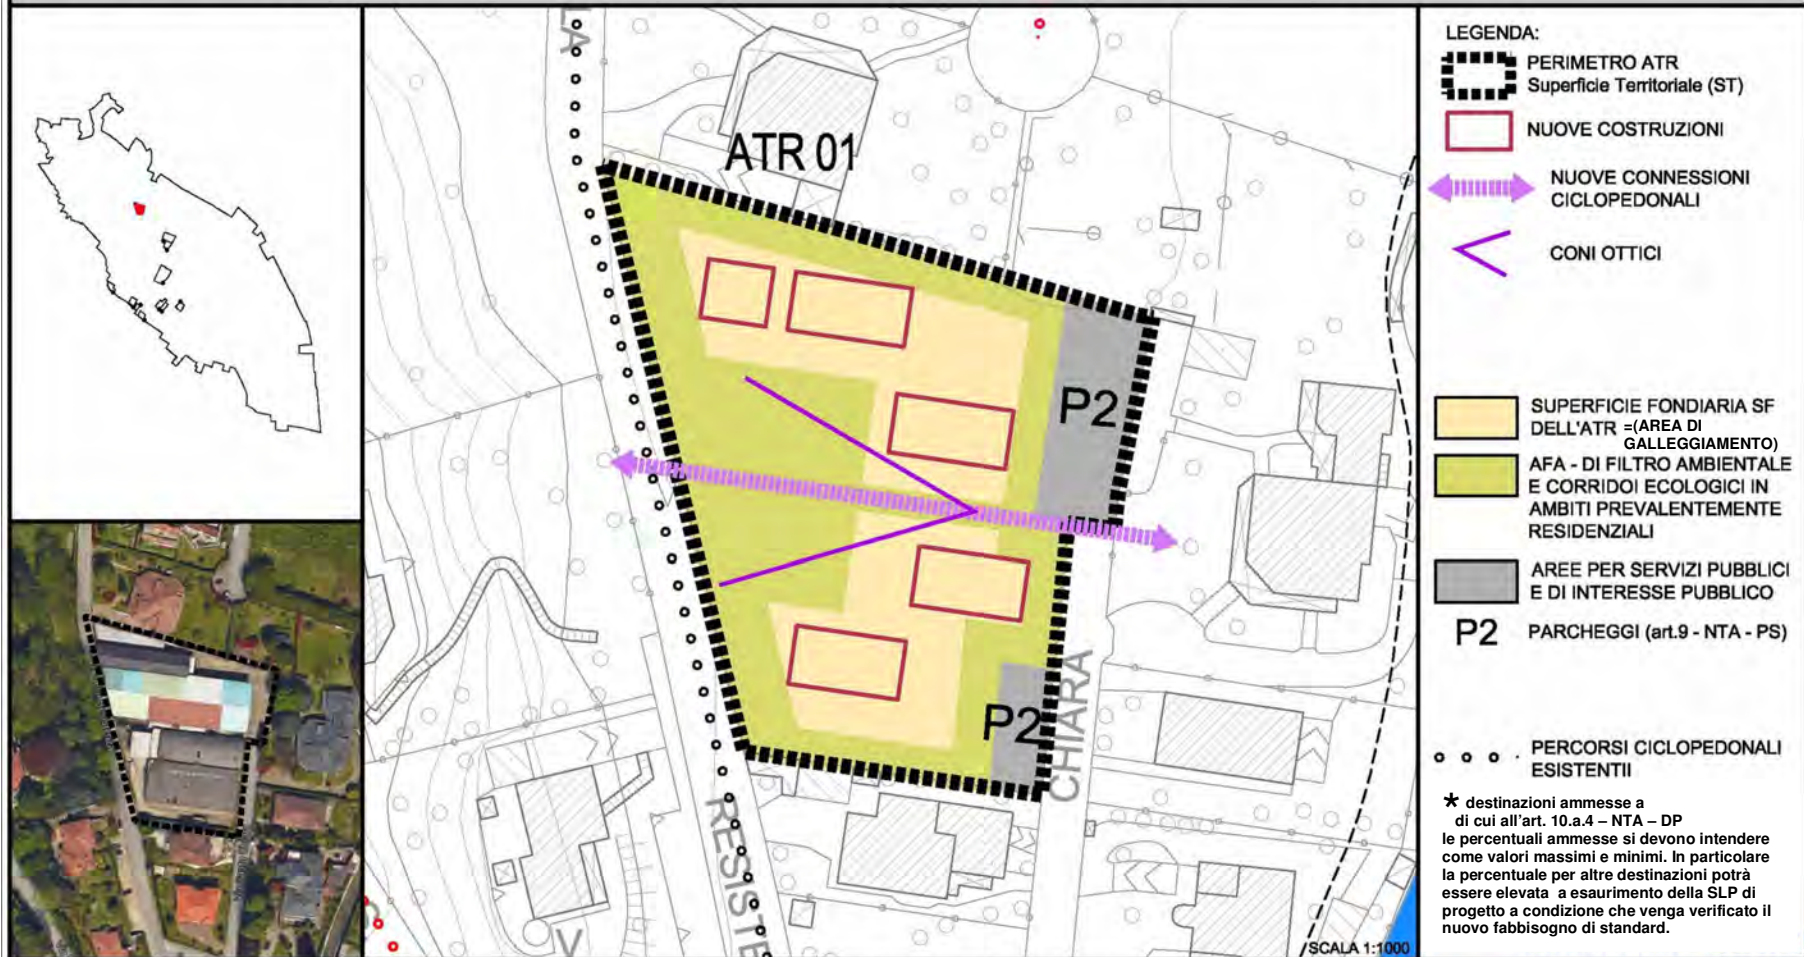 LA
ATR 01
P2
P2
CHIARA
RESISTE
V
SCALA 1:1000
LEGENDA:
PERIMETRO ATR
Superficie Territoriale (ST)
NUOVE COSTRUZIONI
NUOVE CONNESSIONI
CICLOPEDONALI
CONI OTTICI
SUPERFICIE FONDIARIA SF
DELL'ATR =(AREA DI
GALLEGGIAMENTO)
AFA - DI FILTRO AMBIENTALE
E CORRIDOI ECOLOGICI IN
AMBITI PREVALENTEMENTE
RESIDENZIALI
AREE PER SERVIZI PUBBLICI
E DI INTERESSE PUBBLICO
P2 PARCHEGGI (art.9 - NTA - PS)
PERCORSI CICLOPEDONALI
ESISTENTII
* destinazioni ammesse a
di cui all'art. 10.a.4 – NTA – DP
le percentuali ammesse si devono intendere
come valori massimi e minimi. In particolare
la percentuale per altre destinazioni potrà
essere elevata a esaurimento della SLP di
progetto a condizione che venga verificato il
nuovo fabbisogno di standard.